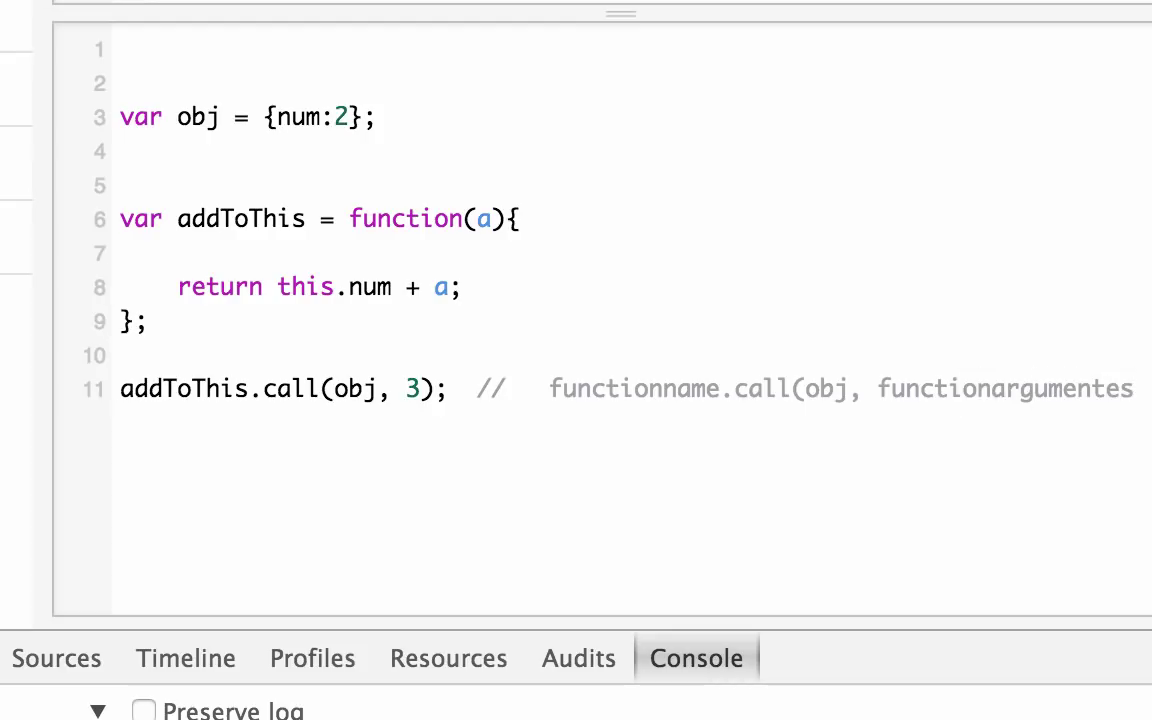 1
2
3 var obj = {num:2};
4
5
6 var addToThis = function(a){
7
8 return this.num + a;
9 };
10
11 addToThis.call(obj, 3); // functionname.call(obj, functionargumentes
Sources Timeline Profiles Resources Audits Console
▼ Preserve log